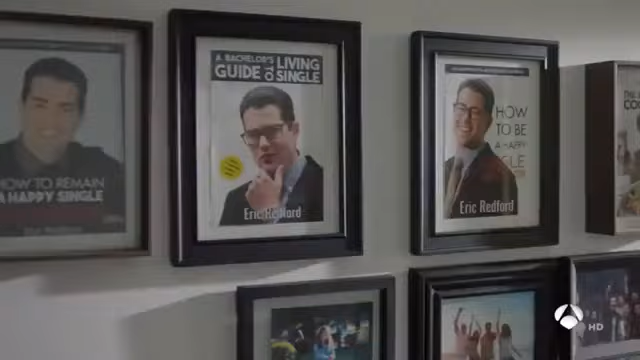 HOW TO REMAIN
A HAPPY SINGLE
A BACHELOR'S
GUIDE TO
LIVING
SINGLE
Eric Redford
HOW
TO BE
A HAPPY
Eric Redford
HD